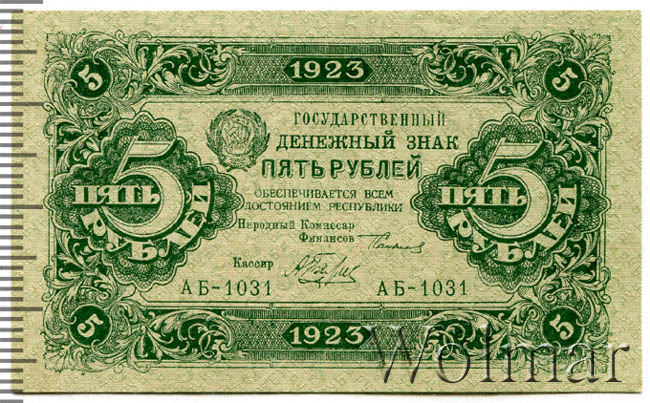 5 1923 5
ГОСУДАРСТВЕННЫЙ
ДЕНЕЖНЫЙ ЗНАК
ПЯТЬ РУБЛЕЙ
ОБЕСПЕЧИВАЕТСЯ ВСЕМ
ДОСТОЯНИЕМ РЕСПУБЛИКИ
5
ПЯТЬ
РУБЛЕЙ
5
ПЯТЬ
РУБЛЕЙ
Народный Комиссар
Финансов
Кассир
АБ-1031 АБ-1031
5 1923 5
Wolmar